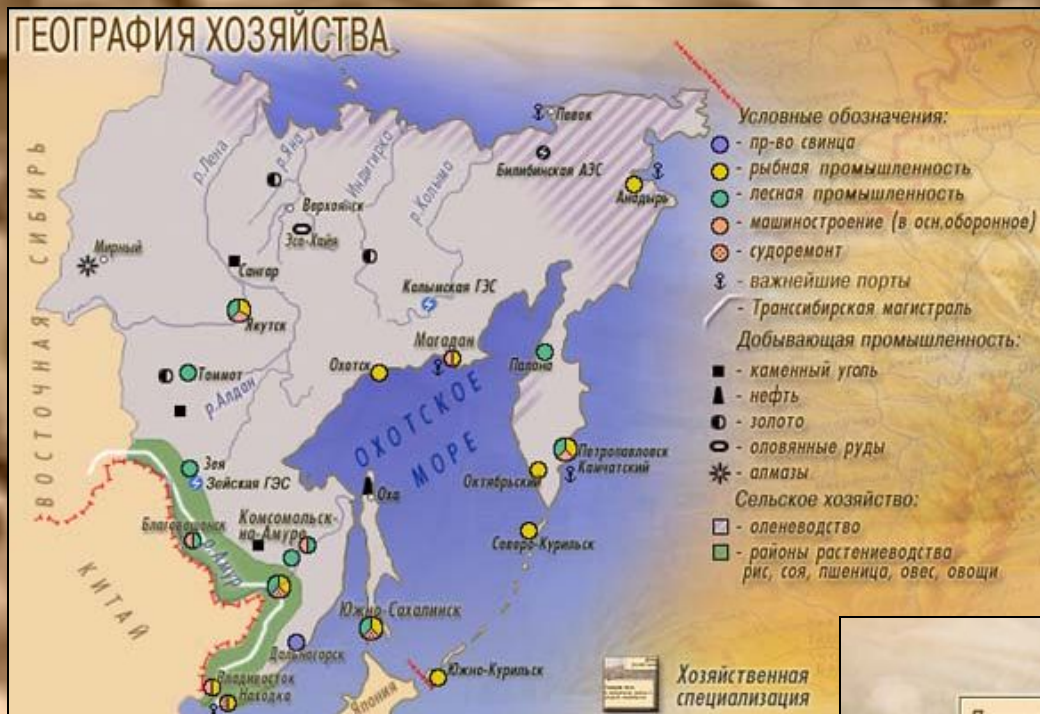 ГЕОГРАФИЯ ХОЗЯЙСТВА
Условные обозначения:
- пр-во свинца
- рыбная промышленность
- лесная промышленность
- машиностроение (в осн.оборонное)
- судоремонт
- важнейшие порты
- Транссибирская магистраль
Добывающая промышленность:
- каменный уголь
- нефть
- золото
- оловянные руды
- алмазы
Сельское хозяйство:
- оленеводство
- районы растениеводства
рис, соя, пшеница, овес, овощи
ВОСТОЧНАЯ СИБИРЬ
КИТАЙ
ОХОТСКОЕ
МОРЕ
Певек
Билибинская АЭС
Анадырь
р.Лена
р.Яна
Индигирка
р.Колыма
Верхоянск
Эсе-Хайя
Мирный
Сангар
Якутск
Колымская ГЭС
Магадан
Охотск
Палана
Томмот
р.Алдан
Зея
Зейская ГЭС
Петропавловск
Камчатский
Октябрьский
Оха
Благовещенск
Комсомольск-
на-Амуре
р.Амур
Северо-Курильск
Южно-Сахалинск
Дальногорск
Владивосток
Находка
Южно-Курильск
Япония
Хозяйственная
специализация